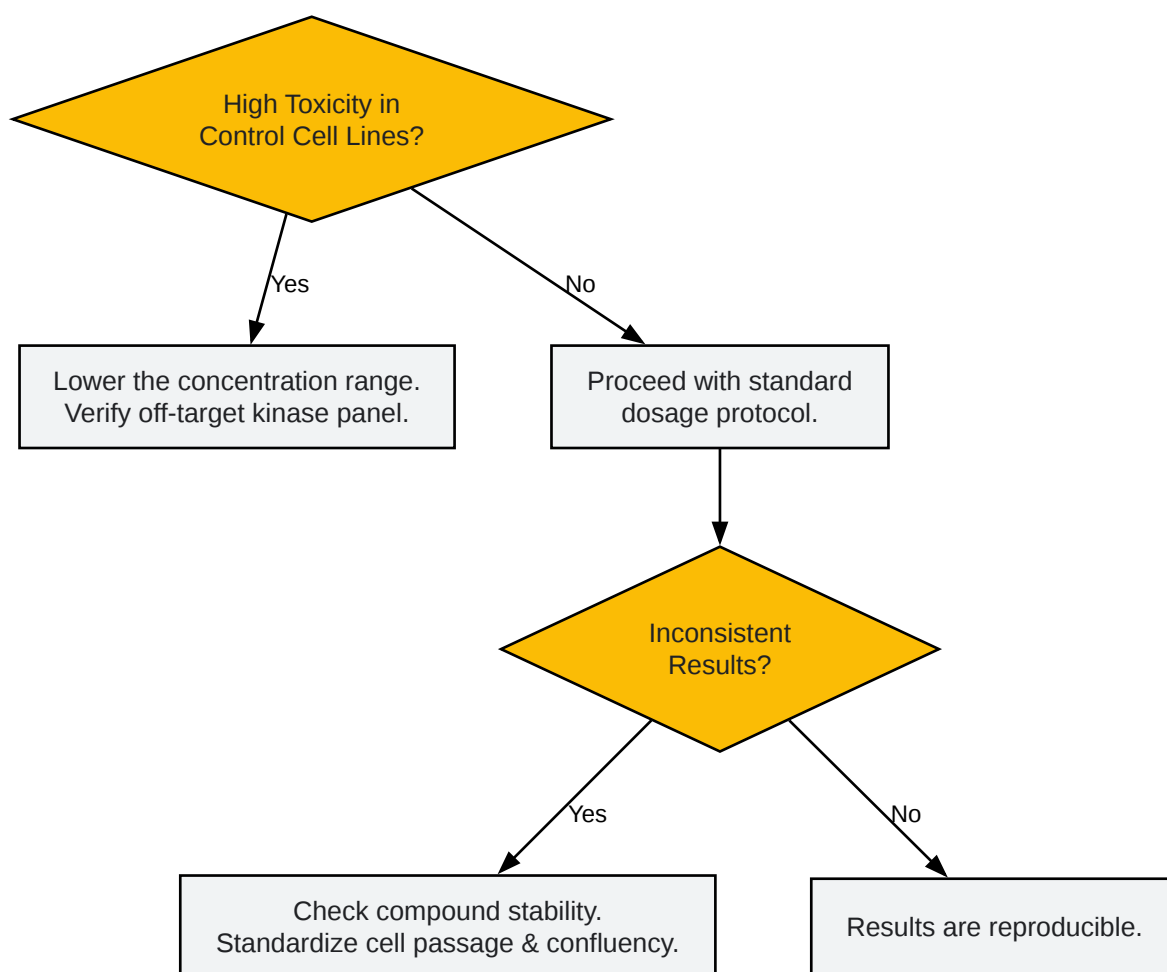 High Toxicity in
Control Cell Lines?
Yes
No
Lower the concentration range.
Verify off-target kinase panel.
Proceed with standard
dosage protocol.
Inconsistent
Results?
Yes
No
Check compound stability.
Standardize cell passage & confluency.
Results are reproducible.